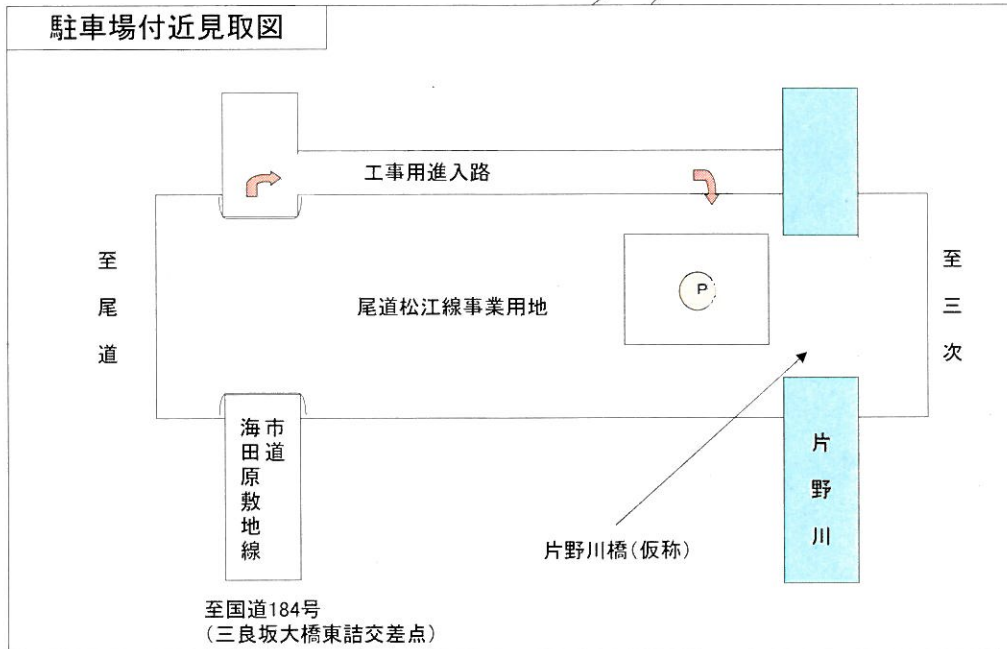 駐車場付近見取図
工事用進入路
至尾道
尾道松江線事業用地
P
至三次
市道
海田原敷地線
片野川
片野川橋(仮称)
至国道184号
(三良坂大橋東詰交差点)